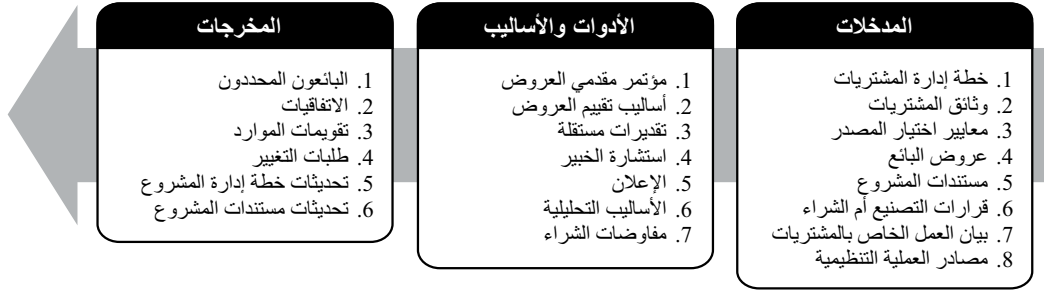 المدخلات
1. خطة إدارة المشتريات
2. وثائق المشتريات
3. معايير اختيار المصدر
4. عروض البائع
5. مستندات المشروع
6. قرارات التصنيع أم الشراء
7. بيان العمل الخاص بالمشتريات
8. مصادر العملية التنظيمية
الأدوات والأساليب
1. مؤتمر مقدمي العروض
2. أساليب تقييم العروض
3. تقديرات مستقلة
4. استشارة الخبير
5. الإعلان
6. الأساليب التحليلية
7. مفاوضات الشراء
المخرجات
1. البائعون المحددون
2. الاتفاقيات
3. تقويمات الموارد
4. طلبات التغيير
5. تحديثات خطة إدارة المشروع
6. تحديثات مستندات المشروع